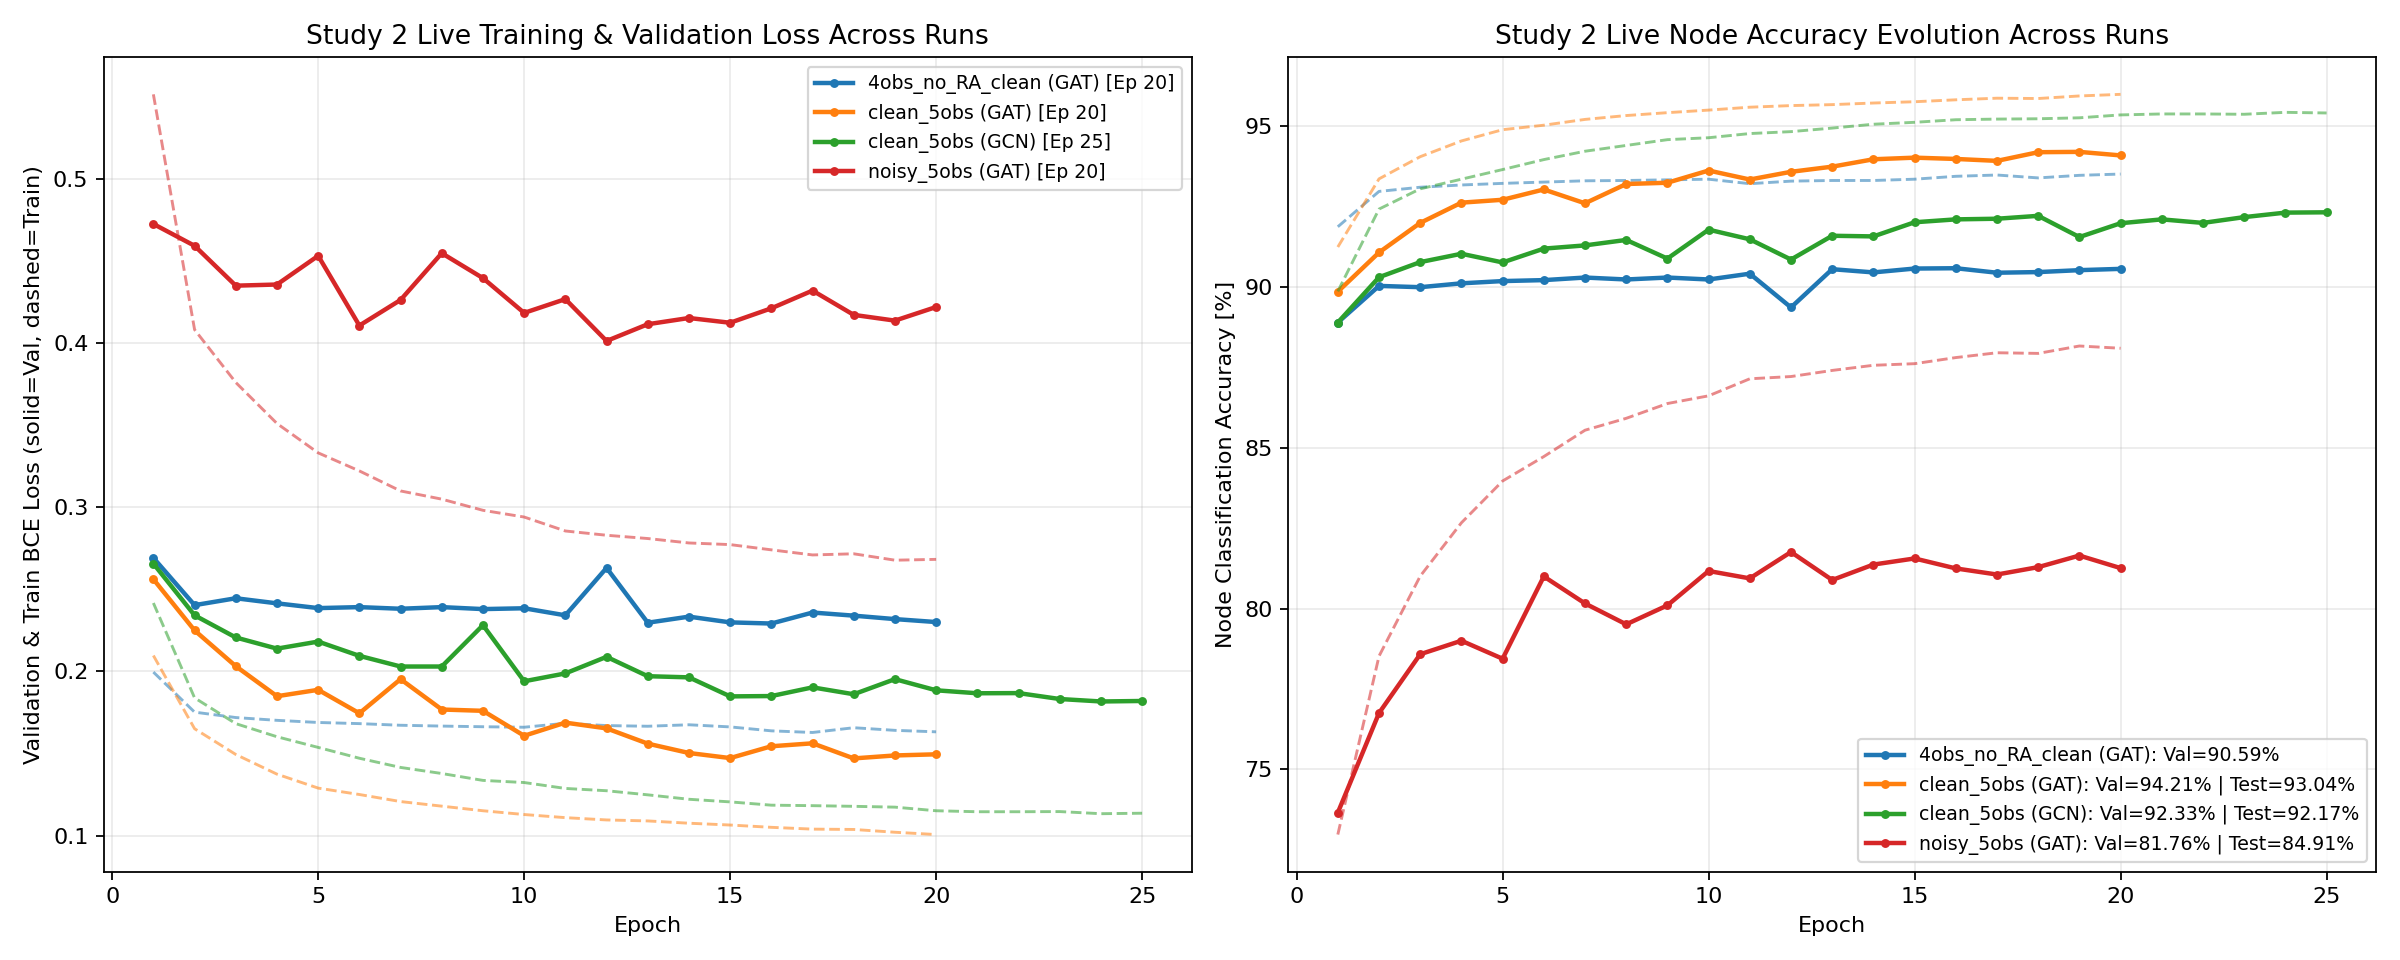 Study 2 Live Training & Validation Loss Across Runs
Validation & Train BCE Loss (solid=Val, dashed=Train)
0.5
0.4
0.3
0.2
0.1
4obs_no_RA_clean (GAT) [Ep 20]
clean_5obs (GAT) [Ep 20]
clean_5obs (GCN) [Ep 25]
noisy_5obs (GAT) [Ep 20]
0 5 10 15 20 25
Epoch
Study 2 Live Node Accuracy Evolution Across Runs
Node Classification Accuracy [%]
95
90
85
80
75
4obs_no_RA_clean (GAT): Val=90.59%
clean_5obs (GAT): Val=94.21% | Test=93.04%
clean_5obs (GCN): Val=92.33% | Test=92.17%
noisy_5obs (GAT): Val=81.76% | Test=84.91%
0 5 10 15 20 25
Epoch